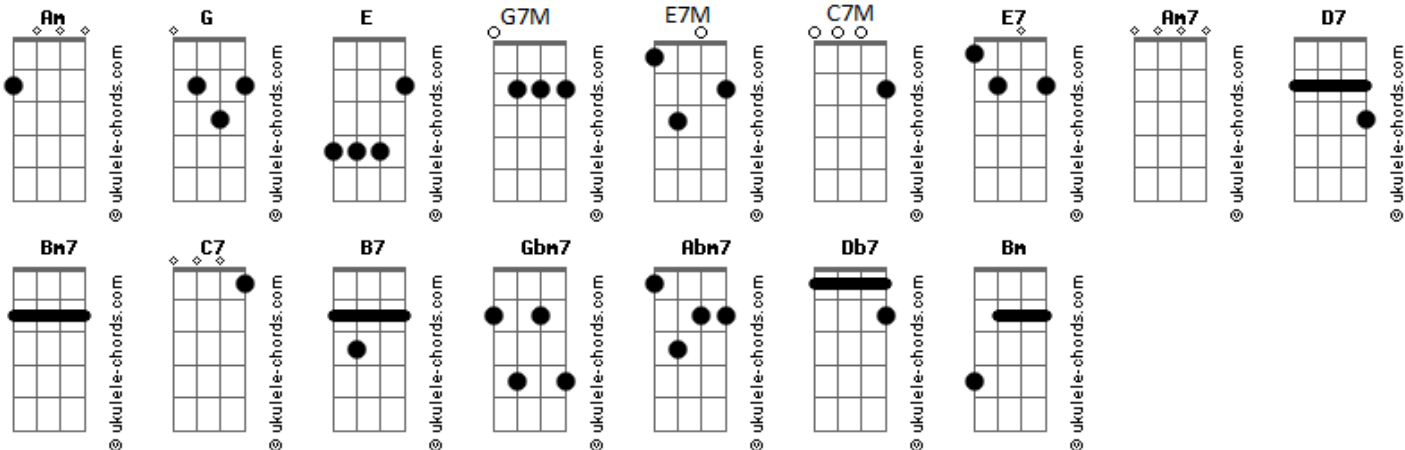 Am G E G7M E7M C7M E7 Am7 D7
© ukulele-chords.com © ukulele-chords.com © ukulele-chords.com © ukulele-chords.com © ukulele-chords.com © ukulele-chords.com © ukulele-chords.com © ukulele-chords.com © ukulele-chords.com
Bm7 C7 B7 Gbm7 Abm7 Db7 Bm
© ukulele-chords.com © ukulele-chords.com © ukulele-chords.com © ukulele-chords.com © ukulele-chords.com © ukulele-chords.com © ukulele-chords.com